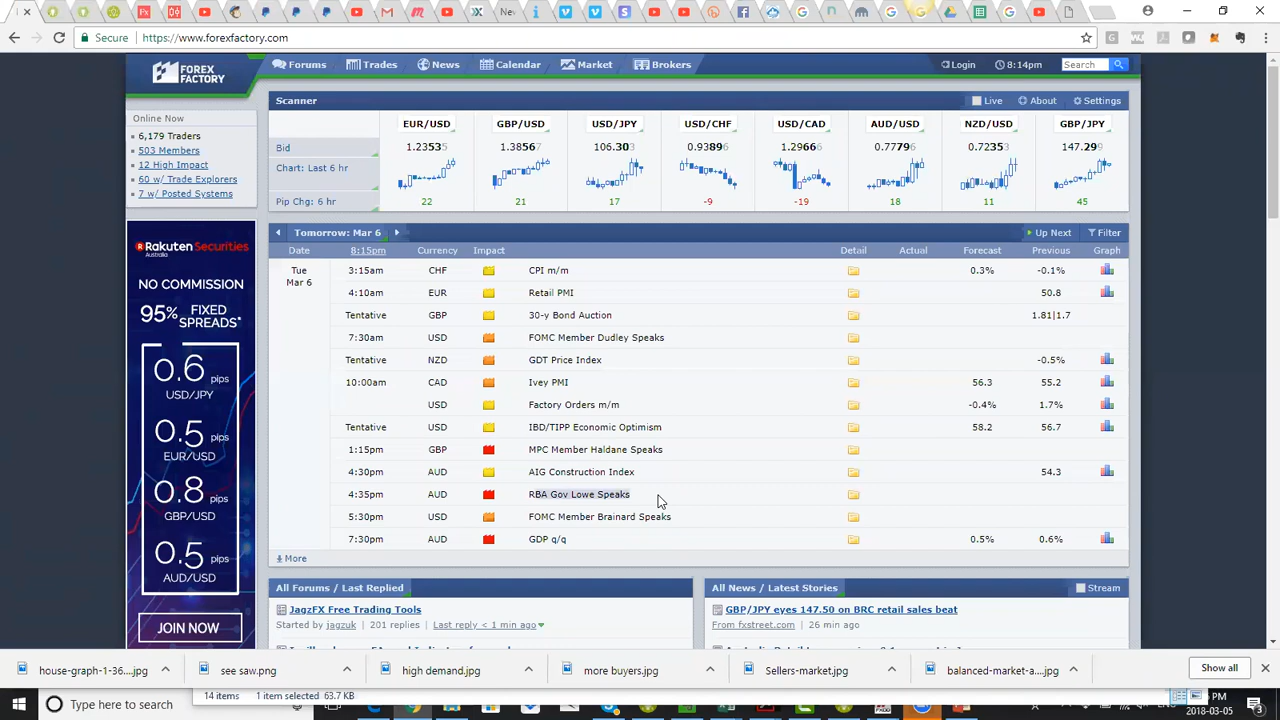 New
Secure
https://www.forexfactory.com
FOREX FACTORY
Forums
Trades
News
Calendar
Market
Brokers
Login
8:14pm
Search
Online Now
6,179 Traders
503 Members
12 High Impact
60 w/ Trade Explorers
7 w/ Posted Systems
Scanner
Live
About
Settings
EUR/USD GBP/USD USD/JPY USD/CHF USD/CAD AUD/USD NZD/USD GBP/JPY
Bid 1.23535 1.38567 106.303 0.93896 1.29666 0.77796 0.72353 147.299
Chart: Last 6 hr
Pip Chg: 6 hr 22 21 17 -9 -19 18 11 45
Rakuten Securities
Australia
NO COMMISSION
95% FIXED SPREADS*
0.6 pips
USD/JPY
0.5 pips
EUR/USD
0.8 pips
GBP/USD
0.5 pips
AUD/USD
JOIN NOW
Tomorrow: Mar 6
Up Next
Filter
Date 8:15pm Currency Impact Detail Actual Forecast Previous Graph
Tue Mar 6
3:15am CHF CPI m/m 0.3% -0.1%
4:10am EUR Retail PMI 50.8
Tentative GBP 30-y Bond Auction 1.81|1.7
7:30am USD FOMC Member Dudley Speaks
Tentative NZD GDT Price Index -0.5%
10:00am CAD Ivey PMI 56.3 55.2
USD Factory Orders m/m -0.4% 1.7%
Tentative USD IBD/TIPP Economic Optimism 58.2 56.7
1:15pm GBP MPC Member Haldane Speaks
4:30pm AUD AIG Construction Index 54.3
4:35pm AUD RBA Gov Lowe Speaks
5:30pm USD FOMC Member Brainard Speaks
7:30pm AUD GDP q/q 0.5% 0.6%
More
All Forums / Last Replied
JagzFX Free Trading Tools
Started by jagzuk | 201 replies | Last reply < 1 min ago
All News / Latest Stories
Stream
GBP/JPY eyes 147.50 on BRC retail sales beat
From fxstreet.com | 26 min ago
house-graph-1-36....jpg
see saw.png
high demand.jpg
more buyers.jpg
Sellers-market.jpg
balanced-market-a....jpg
Show all
14 items 1 item selected 63.7 KB
Type here to search
2018-03-05